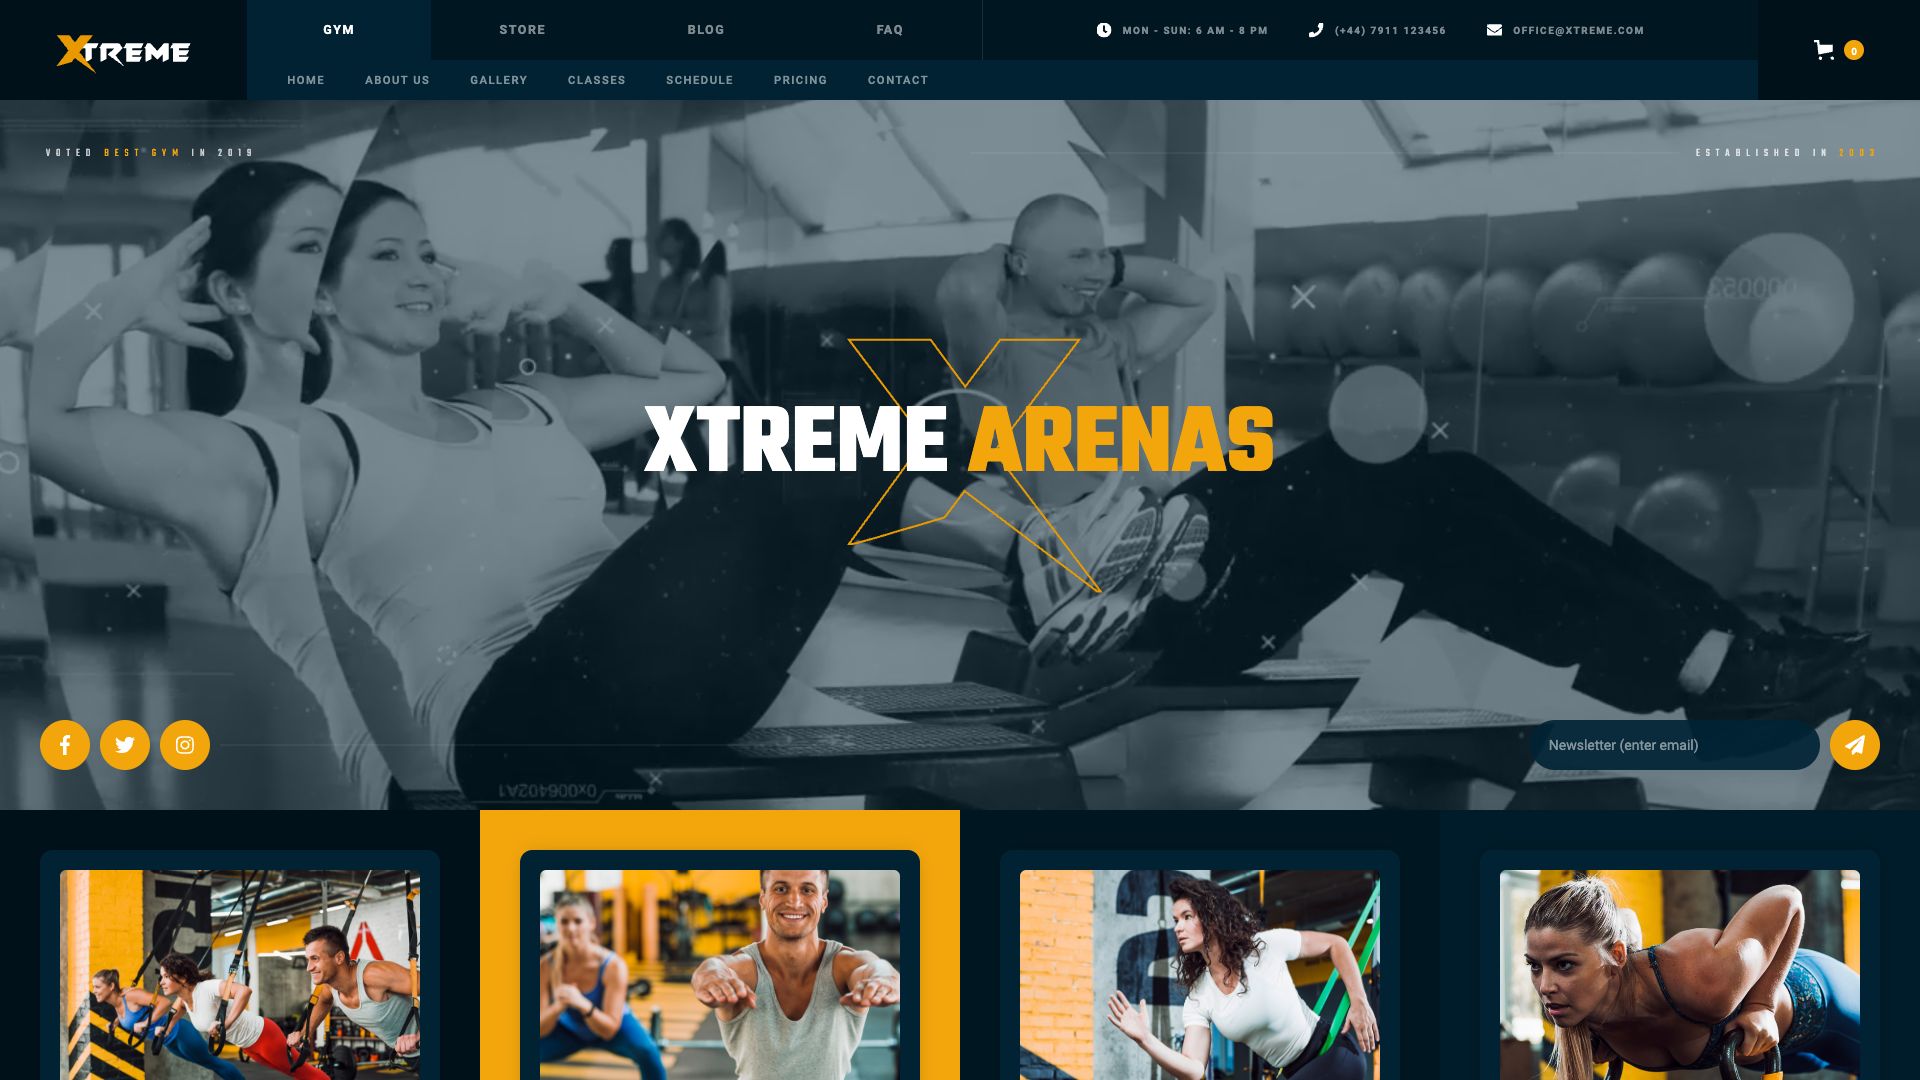 XTREME
GYM
STORE
BLOG
FAQ
MON - SUN: 6 AM - 8 PM
(+44) 7911 123456
OFFICE@XTREME.COM
0
HOME
ABOUT US
GALLERY
CLASSES
SCHEDULE
PRICING
CONTACT
VOTED BEST GYM IN 2019
ESTABLISHED IN 2003
000063
XTREME ARENAS
Newsletter (enter email)
0x006402A1